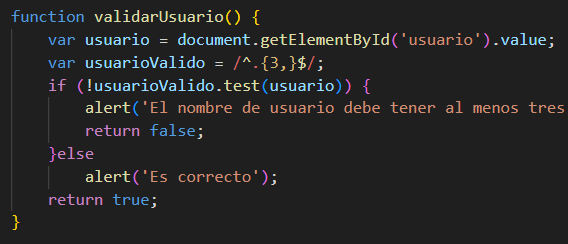 function validarUsuario() {
    var usuario = document.getElementById('usuario').value;
    var usuarioValido = /^.{3,}$/;
    if (!usuarioValido.test(usuario)) {
        alert('El nombre de usuario debe tener al menos tres
        return false;
    }else
        alert('Es correcto');
    return true;
}